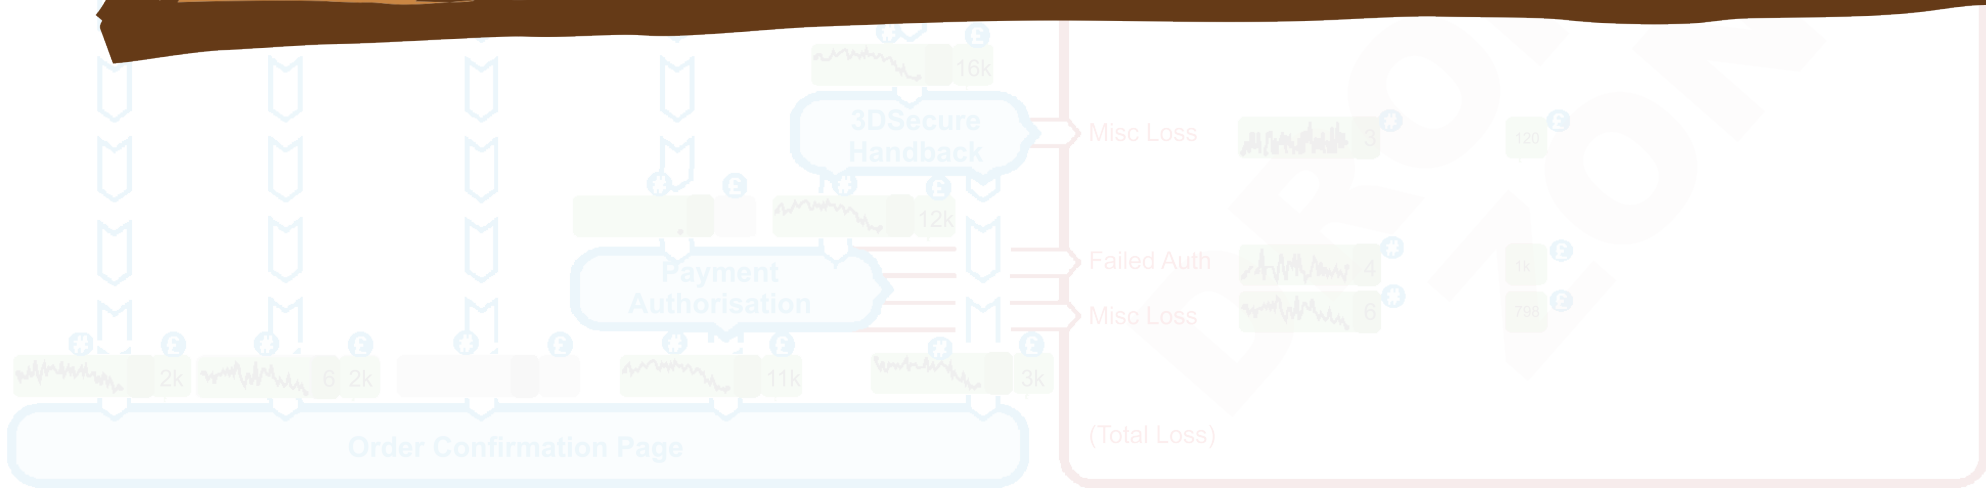 # £
16k
3DSecure
Handback
Misc Loss
3 #
120 £
# £
# £
12k
Payment
Authorisation
Failed Auth
4 #
1k £
Misc Loss
6 #
798 £
# £
2k
# £
6 2k
# £
# £
11k
# £
3k
Order Confirmation Page
(Total Loss)